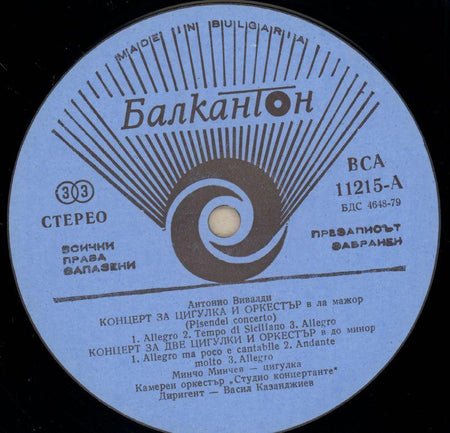 MADE IN BULGARIA
Балкантон
33
СТЕРЕО
ВСИЧКИ
ПРАВА
ЗАПАЗЕНИ
ВСА
11215-А
БДС 4648-79
ПРЕЗАПИСЪТ
ЗАБРАНЕН
Антонио Вивалди
КОНЦЕРТ ЗА ЦИГУЛКА И ОРКЕСТЪР в ла мажор
(Pisendel concerto)
1. Allegro 2. Tempo di Siciliano 3. Allegro
КОНЦЕРТ ЗА ДВЕ ЦИГУЛКИ И ОРКЕСТЪР в до минор
1. Allegro ma poco e cantabile 2. Andante
molto 3. Allegro
Минчо Минчев — цигулка
Камерен оркестър „Студио концертанте"
Диригент — Васил Казанджиев